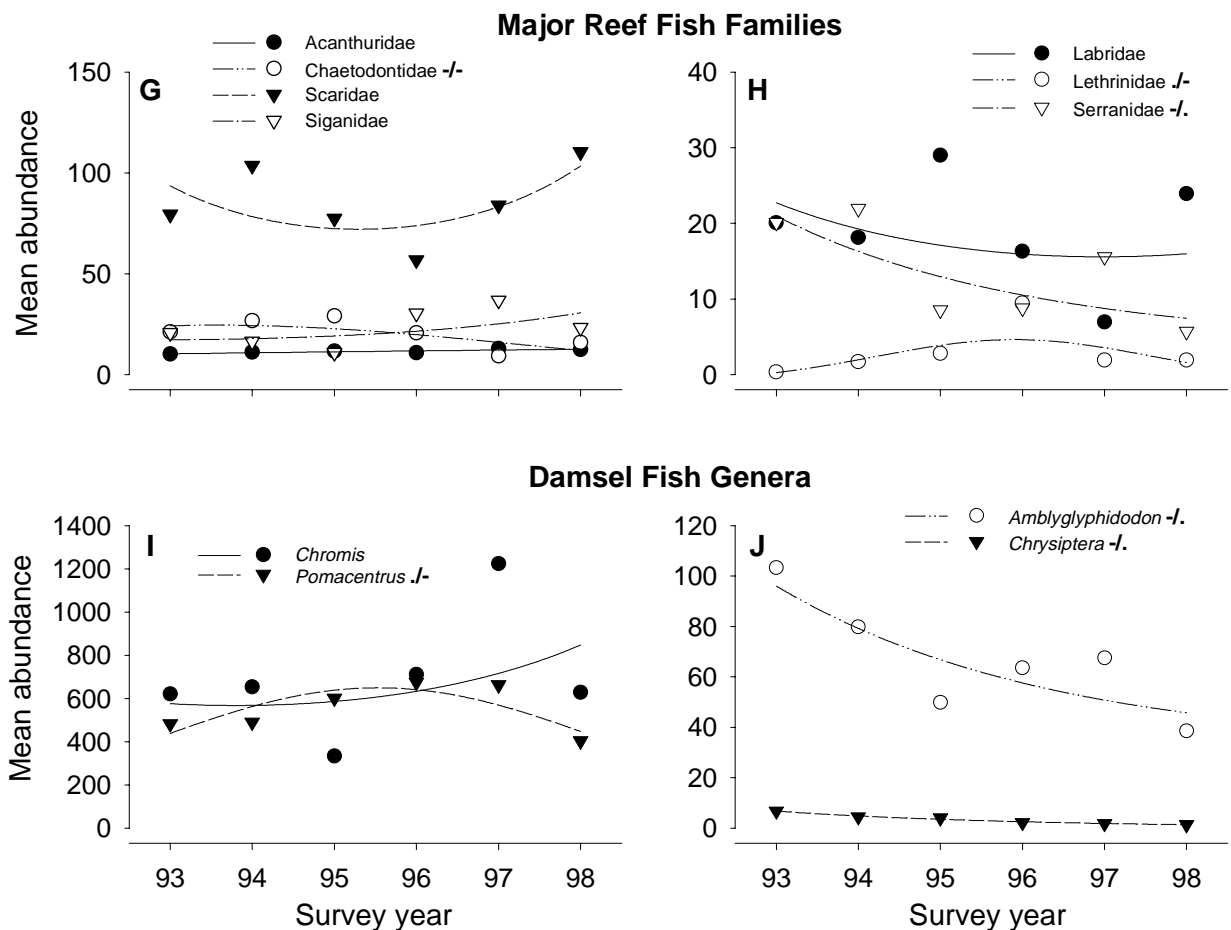 Major Reef Fish Families
Acanthuridae
Chaetodontidae -/-
Scaridae
Siganidae
G
150
100
50
0
Mean abundance
Labridae
Lethrinidae ./-
Serranidae -/.
H
40
30
20
10
0
Damsel Fish Genera
Chromis
Pomacentrus ./-
I
1400
1200
1000
800
600
400
200
0
Mean abundance
93 94 95 96 97 98
Survey year
Amblyglyphidodon -/.
Chrysiptera -/.
J
120
100
80
60
40
20
0
93 94 95 96 97 98
Survey year